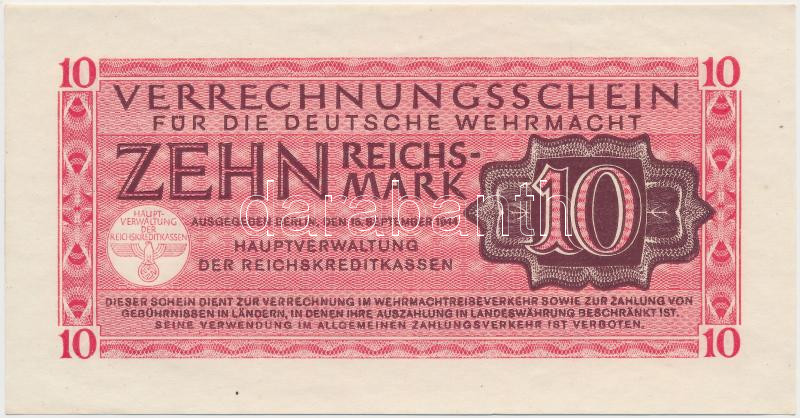 10 10
VERRECHNUNGSSCHEIN
FÜR DIE DEUTSCHE WEHRMACHT
ZEHN REICHS-
MARK
10
HAUPT-
VERWALTUNG
DER
REICHSKREDITKASSEN
AUSGEGEBEN BERLIN, DEN 15. SEPTEMBER 1944
HAUPTVERWALTUNG
DER REICHSKREDITKASSEN
DIESER SCHEIN DIENT ZUR VERRECHNUNG IM WEHRMACHTREISEVERKEHR SOWIE ZUR ZAHLUNG VON
GEBÜHRNISSEN IN LÄNDERN, IN DENEN IHRE AUSZAHLUNG IN LANDESWÄHRUNG BESCHRÄNKT IST.
SEINE VERWENDUNG IM ALLGEMEINEN ZAHLUNGSVERKEHR IST VERBOTEN.
10 10
darabanth.com